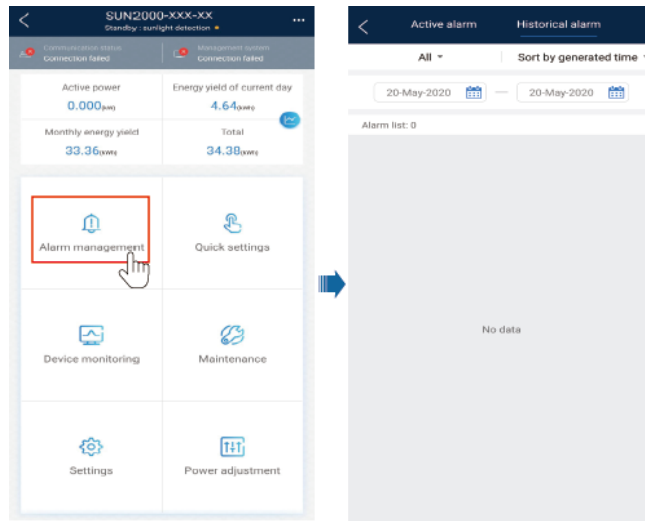 SUN2000-XXX-XX
Standby : sunlight detection
Communication status
Connection failed
Management system
Connection failed
Active power
0.000(kW)
Energy yield of current day
4.64(kWh)
Monthly energy yield
33.36(kWh)
Total
34.38(kWh)
Alarm management
Quick settings
Device monitoring
Maintenance
Settings
Power adjustment
Active alarm
Historical alarm
All
Sort by generated time
20-May-2020
—
20-May-2020
Alarm list: 0
No data